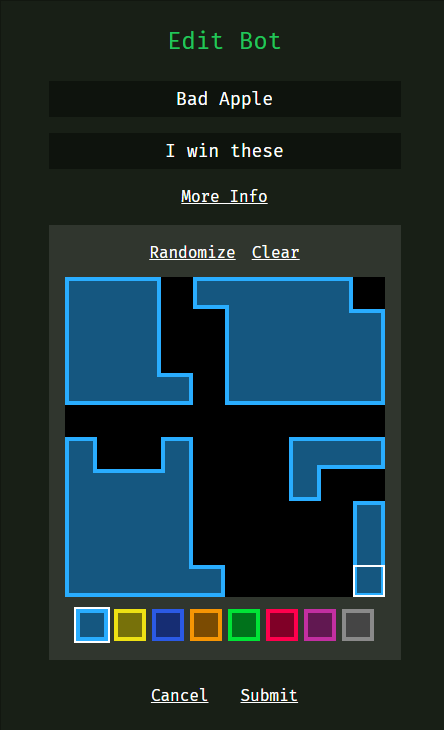 Edit Bot
Bad Apple
I win these
More Info
Randomize Clear
Cancel Submit